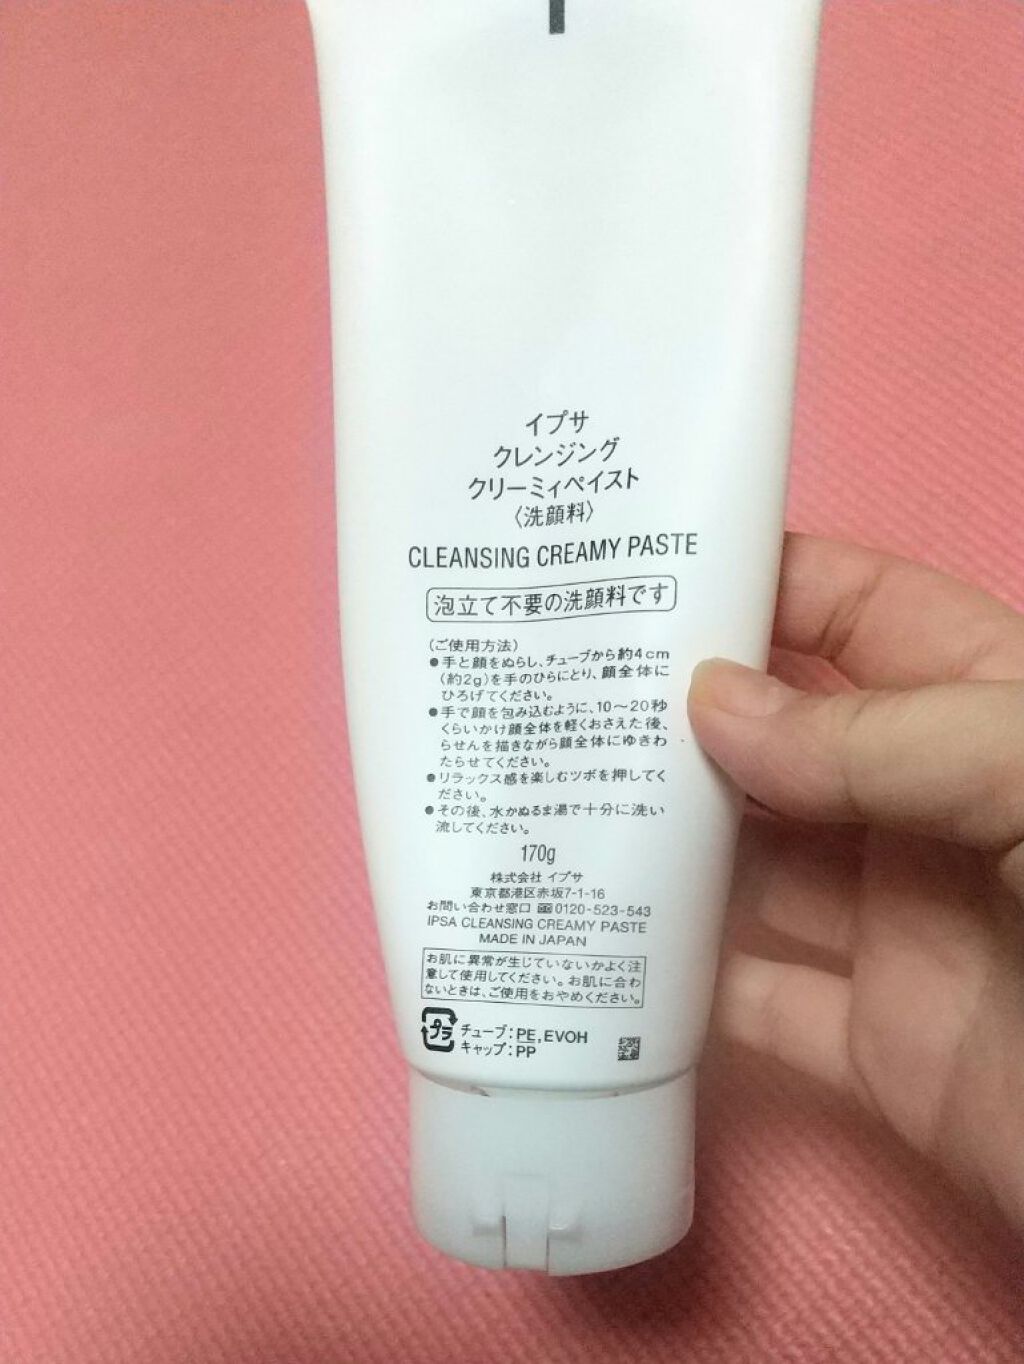 イプサ
クレンジング
クリーミィペイスト
〈洗顔料〉
CLEANSING CREAMY PASTE
泡立て不要の洗顔料です
(ご使用方法)
●手と顔をぬらし、チューブから約4cm
(約2g)を手のひらにとり、顔全体に
ひろげてください。
●手で顔を包み込むように、10〜20秒
くらいかけ顔全体を軽くおさえた後、
らせんを描きながら顔全体にゆきわ
たらせてください。
●リラックス感を楽しむツボを押してく
ださい。
●その後、水かぬるま湯で十分に洗い
流してください。
170g
株式会社 イプサ
東京都港区赤坂7-1-16
お問い合わせ窓口 0120-523-543
IPSA CLEANSING CREAMY PASTE
MADE IN JAPAN
お肌に異常が生じていないかよく注
意して使用してください。お肌に合わ
ないときは、ご使用をおやめください。
プラ チューブ:PE,EVOH
キャップ:PP